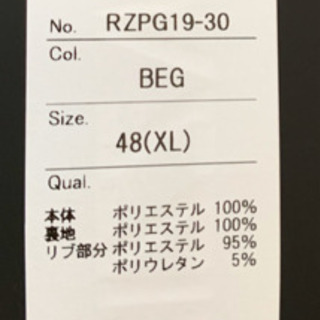 No. RZPG19-30
Col.
BEG
Size.
48(XL)
Qual.
本体 ポリエステル 100%
裏地 ポリエステル 100%
リブ部分 ポリエステル 95%
ポリウレタン 5%